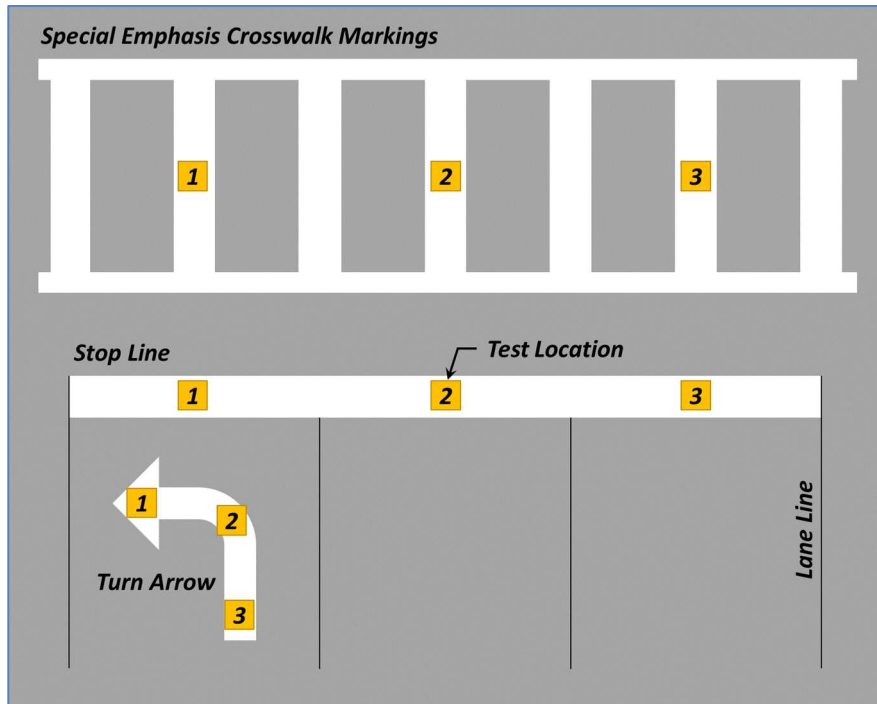 Special Emphasis Crosswalk Markings
1
2
3
Stop Line
Test Location
1
2
3
1
2
Turn Arrow
3
Lane Line